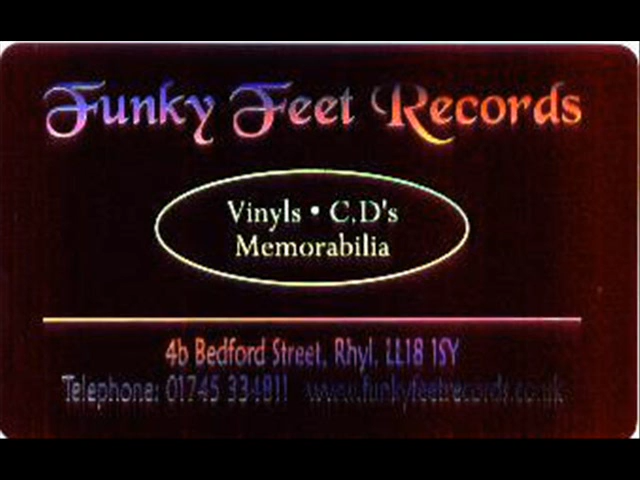 Funky Feet Records
Vinyls • C.D's
Memorabilia
4b Bedford Street, Rhyl, LL18 1SY
Telephone: 01745 334811 www.funkyfeetrecords.co.uk